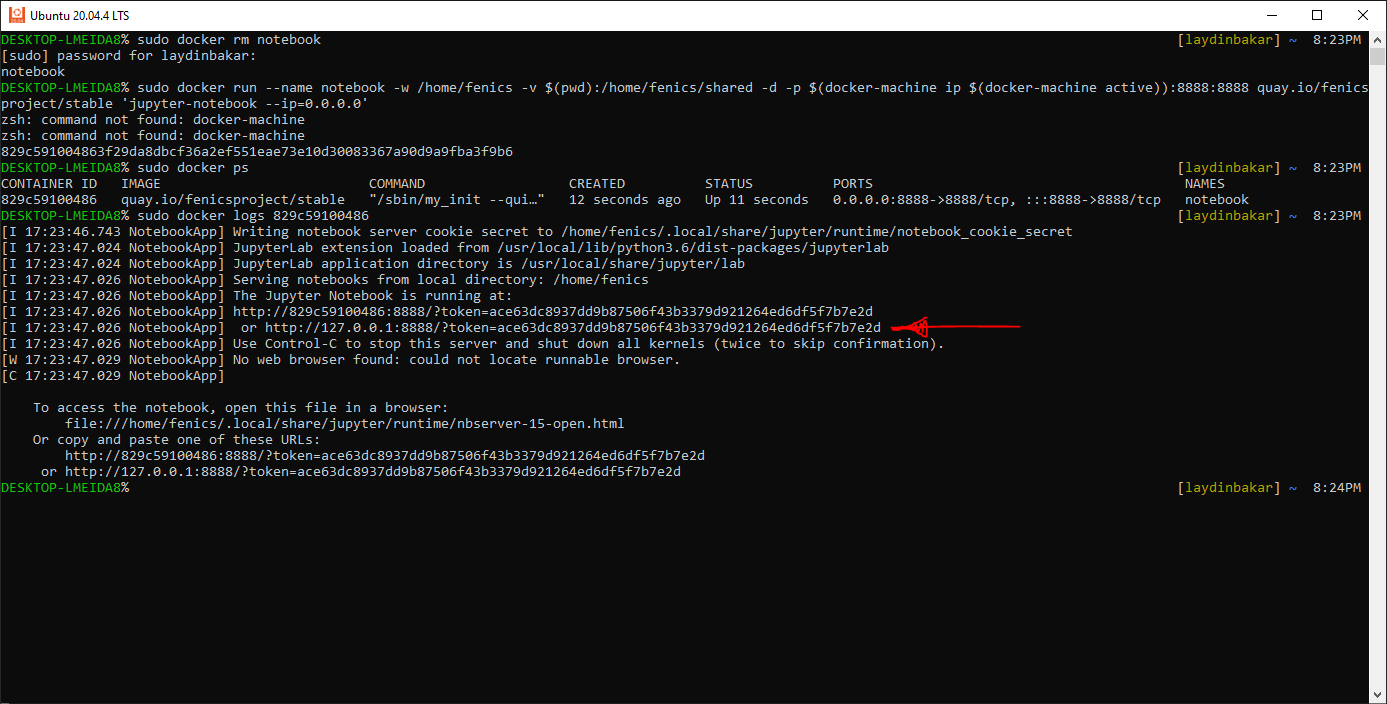 Ubuntu 20.04.4 LTS
DESKTOP-LMEIDA8% sudo docker rm notebook [laydinbakar] ~ 8:23PM
[sudo] password for laydinbakar:
notebook
DESKTOP-LMEIDA8% sudo docker run --name notebook -w /home/fenics -v $(pwd):/home/fenics/shared -d -p $(docker-machine ip $(docker-machine active)):8888:8888 quay.io/fenics
project/stable 'jupyter-notebook --ip=0.0.0.0'
zsh: command not found: docker-machine
zsh: command not found: docker-machine
829c591004863f29da8dbcf36a2ef551eae73e10d30083367a90d9a9fba3f9b6
DESKTOP-LMEIDA8% sudo docker ps [laydinbakar] ~ 8:23PM
CONTAINER ID IMAGE COMMAND CREATED STATUS PORTS NAMES
829c59100486 quay.io/fenicsproject/stable "/sbin/my_init --qui…" 12 seconds ago Up 11 seconds 0.0.0.0:8888->8888/tcp, :::8888->8888/tcp notebook
DESKTOP-LMEIDA8% sudo docker logs 829c59100486 [laydinbakar] ~ 8:23PM
[I 17:23:46.743 NotebookApp] Writing notebook server cookie secret to /home/fenics/.local/share/jupyter/runtime/notebook_cookie_secret
[I 17:23:47.024 NotebookApp] JupyterLab extension loaded from /usr/local/lib/python3.6/dist-packages/jupyterlab
[I 17:23:47.024 NotebookApp] JupyterLab application directory is /usr/local/share/jupyter/lab
[I 17:23:47.026 NotebookApp] Serving notebooks from local directory: /home/fenics
[I 17:23:47.026 NotebookApp] The Jupyter Notebook is running at:
[I 17:23:47.026 NotebookApp] http://829c59100486:8888/?token=ace63dc8937dd9b87506f43b3379d921264ed6df5f7b7e2d
[I 17:23:47.026 NotebookApp]  or http://127.0.0.1:8888/?token=ace63dc8937dd9b87506f43b3379d921264ed6df5f7b7e2d
[I 17:23:47.026 NotebookApp] Use Control-C to stop this server and shut down all kernels (twice to skip confirmation).
[W 17:23:47.029 NotebookApp] No web browser found: could not locate runnable browser.
[C 17:23:47.029 NotebookApp]
To access the notebook, open this file in a browser:
file:///home/fenics/.local/share/jupyter/runtime/nbserver-15-open.html
Or copy and paste one of these URLs:
http://829c59100486:8888/?token=ace63dc8937dd9b87506f43b3379d921264ed6df5f7b7e2d
or http://127.0.0.1:8888/?token=ace63dc8937dd9b87506f43b3379d921264ed6df5f7b7e2d
DESKTOP-LMEIDA8% [laydinbakar] ~ 8:24PM